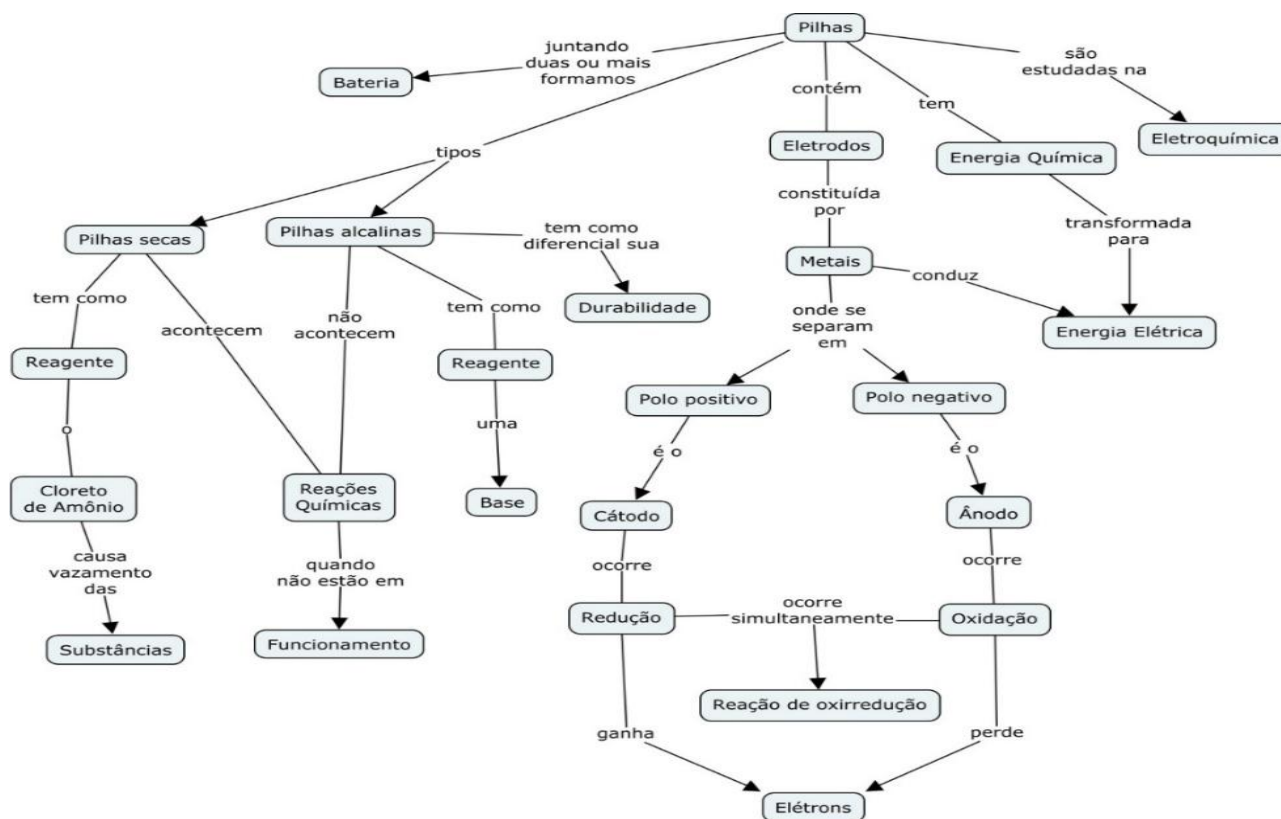 Pilhas
juntando
duas ou mais
formamos
Bateria
são
estudadas na
Eletroquímica
contém
tem
Eletrodos
Energia Química
tipos
constituída
por
transformada
para
Pilhas secas
Pilhas alcalinas
tem como
diferencial sua
Durabilidade
Metais
conduz
Energia Elétrica
tem como
acontecem
não
acontecem
tem como
onde se
separam
em
Reagente
Reagente
Polo positivo
Polo negativo
o
uma
é o
é o
Cloreto
de Amônio
Reações
Químicas
Base
Cátodo
Ânodo
causa
vazamento
das
quando
não estão em
ocorre
ocorre
Substâncias
Funcionamento
Redução
ocorre
simultaneamente
Oxidação
Reação de oxirredução
ganha
perde
Elétrons